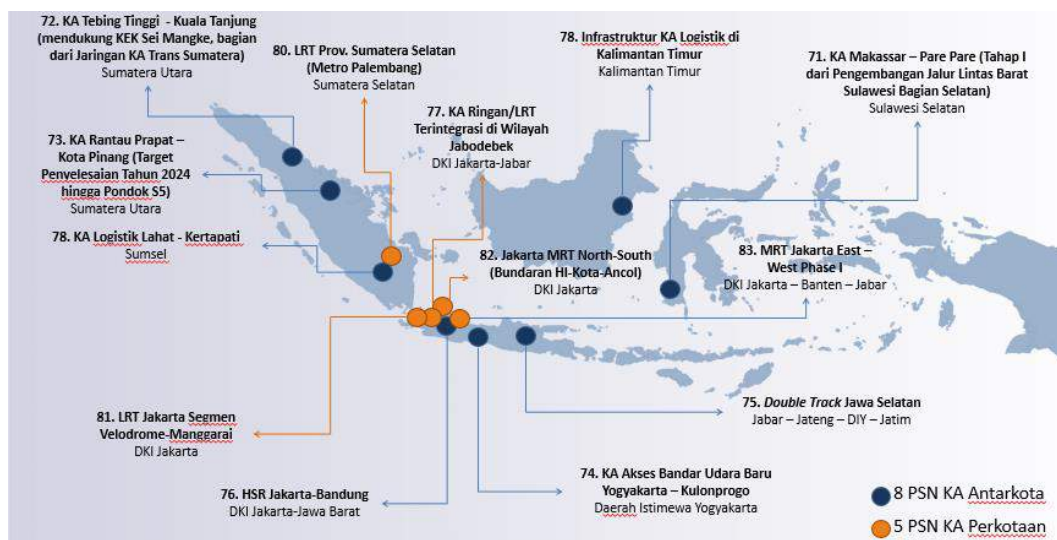 72. KA Tebing Tinggi - Kuala Tanjung
(mendukung KEK Sei Mangke, bagian
dari Jaringan KA Trans Sumatera)
Sumatera Utara
80. LRT Prov. Sumatera Selatan
(Metro Palembang)
Sumatera Selatan
78. Infrastruktur KA Logistik di
Kalimantan Timur
Kalimantan Timur
71. KA Makassar – Pare Pare (Tahap I
dari Pengembangan Jalur Lintas Barat
Sulawesi Bagian Selatan)
Sulawesi Selatan
77. KA Ringan/LRT
Terintegrasi di Wilayah
Jabodebek
DKI Jakarta-Jabar
73. KA Rantau Prapat –
Kota Pinang (Target
Penyelesaian Tahun 2024
hingga Pondok S5)
Sumatera Utara
78. KA Logistik Lahat - Kertapati
Sumsel
82. Jakarta MRT North-South
(Bundaran HI-Kota-Ancol)
DKI Jakarta
83. MRT Jakarta East –
West Phase I
DKI Jakarta – Banten – Jabar
81. LRT Jakarta Segmen
Velodrome-Manggarai
DKI Jakarta
75. Double Track Jawa Selatan
Jabar – Jateng – DIY – Jatim
76. HSR Jakarta-Bandung
DKI Jakarta-Jawa Barat
74. KA Akses Bandar Udara Baru
Yogyakarta – Kulonprogo
Daerah Istimewa Yogyakarta
8 PSN KA Antarkota
5 PSN KA Perkotaan